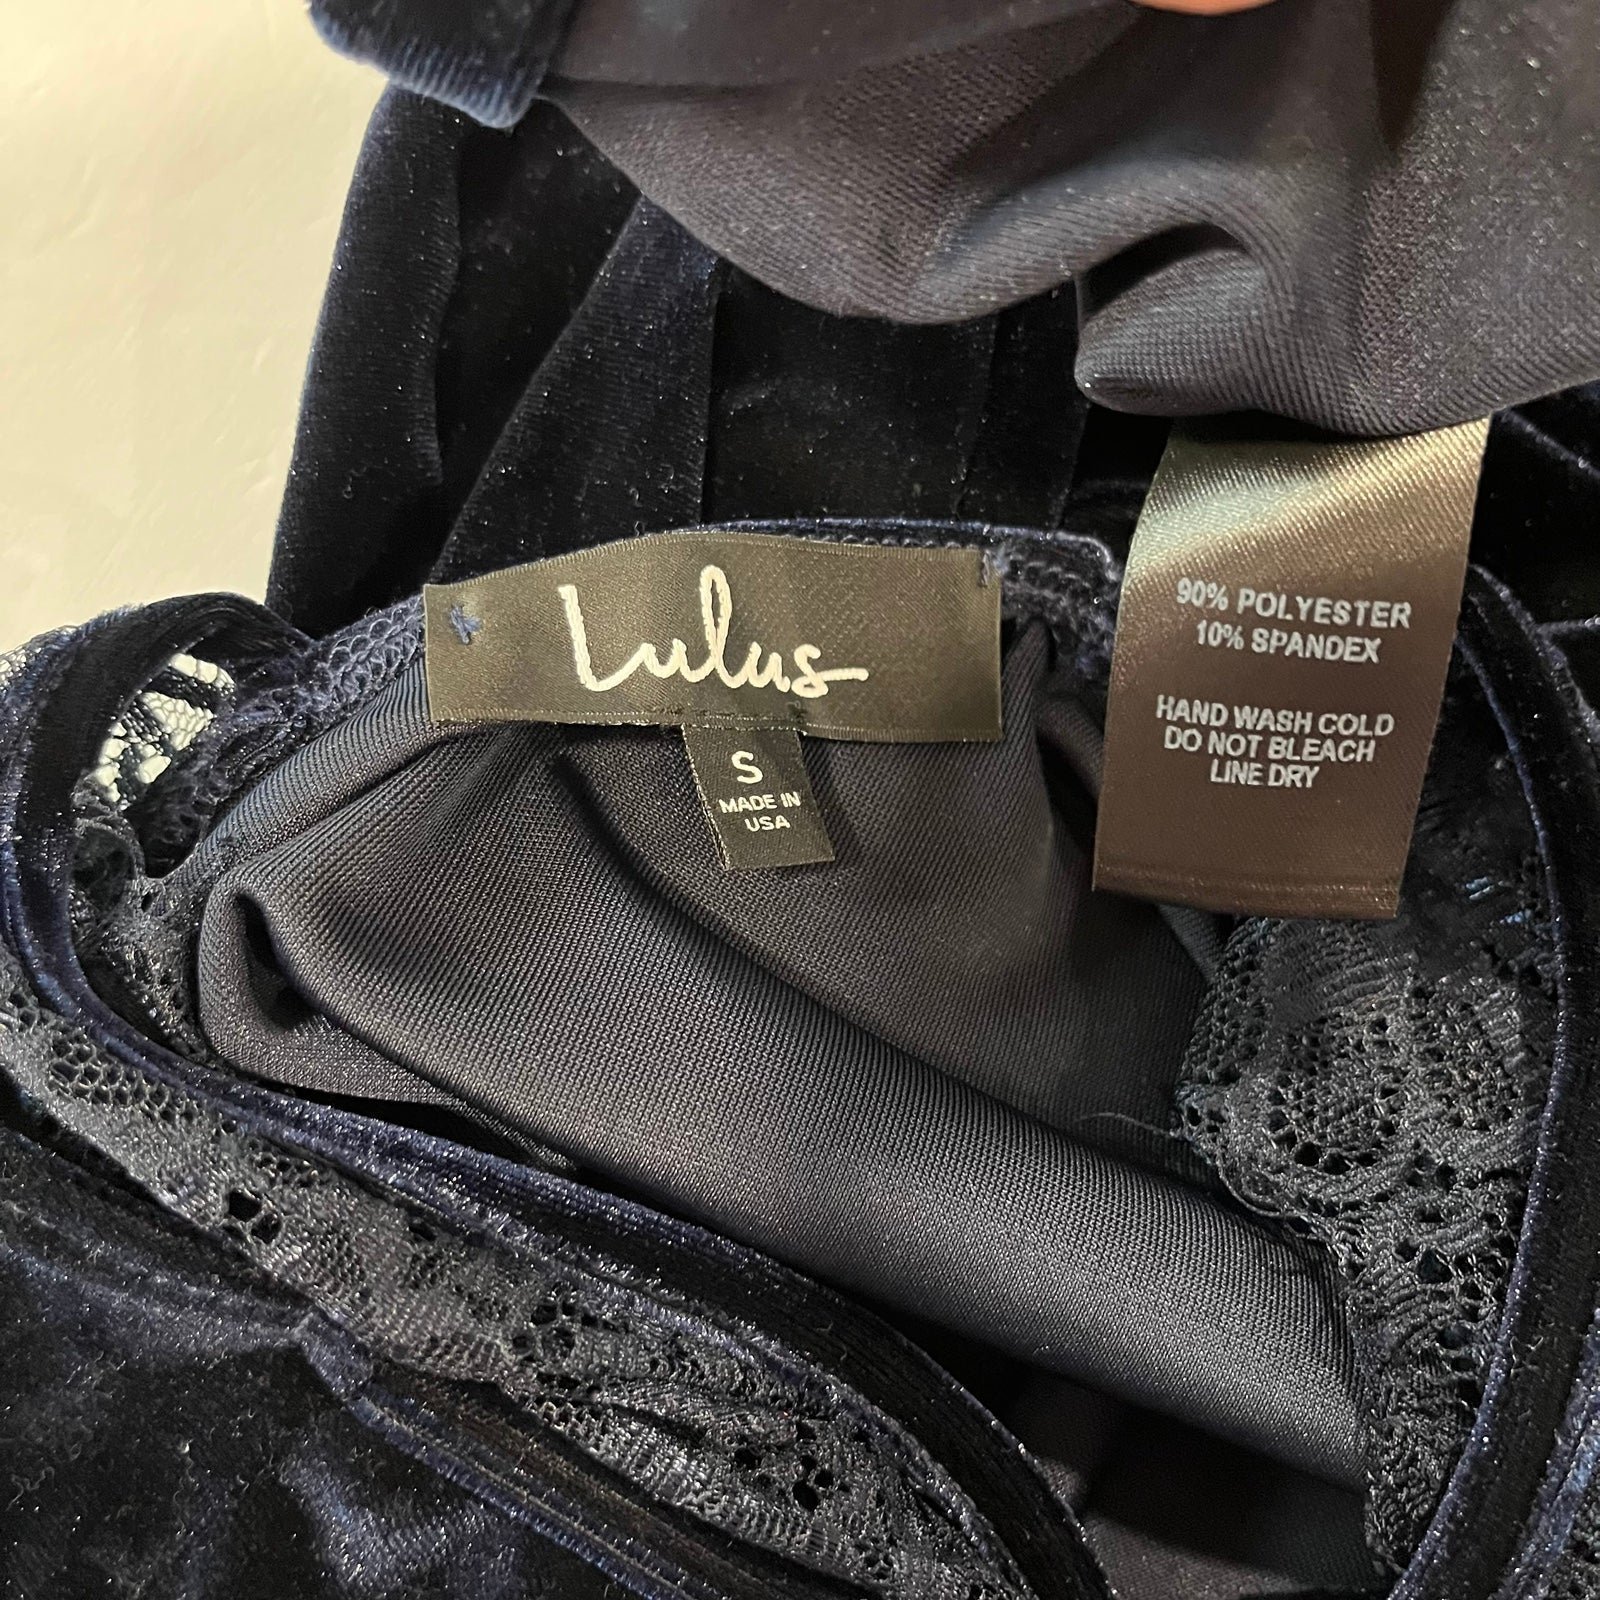 Lulus
S
MADE IN
USA
90% POLYESTER
10% SPANDEX
HAND WASH COLD
DO NOT BLEACH
LINE DRY